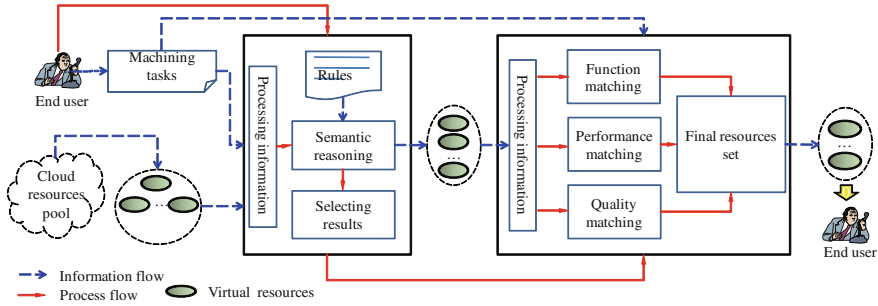 End user
Machining
tasks
Cloud
resources
pool
...
Processing information
Rules
Semantic
reasoning
Selecting
results
...
Processing information
Function
matching
Performance
matching
Quality
matching
Final resources
set
...
End user
Information flow
Process flow
Virtual resources